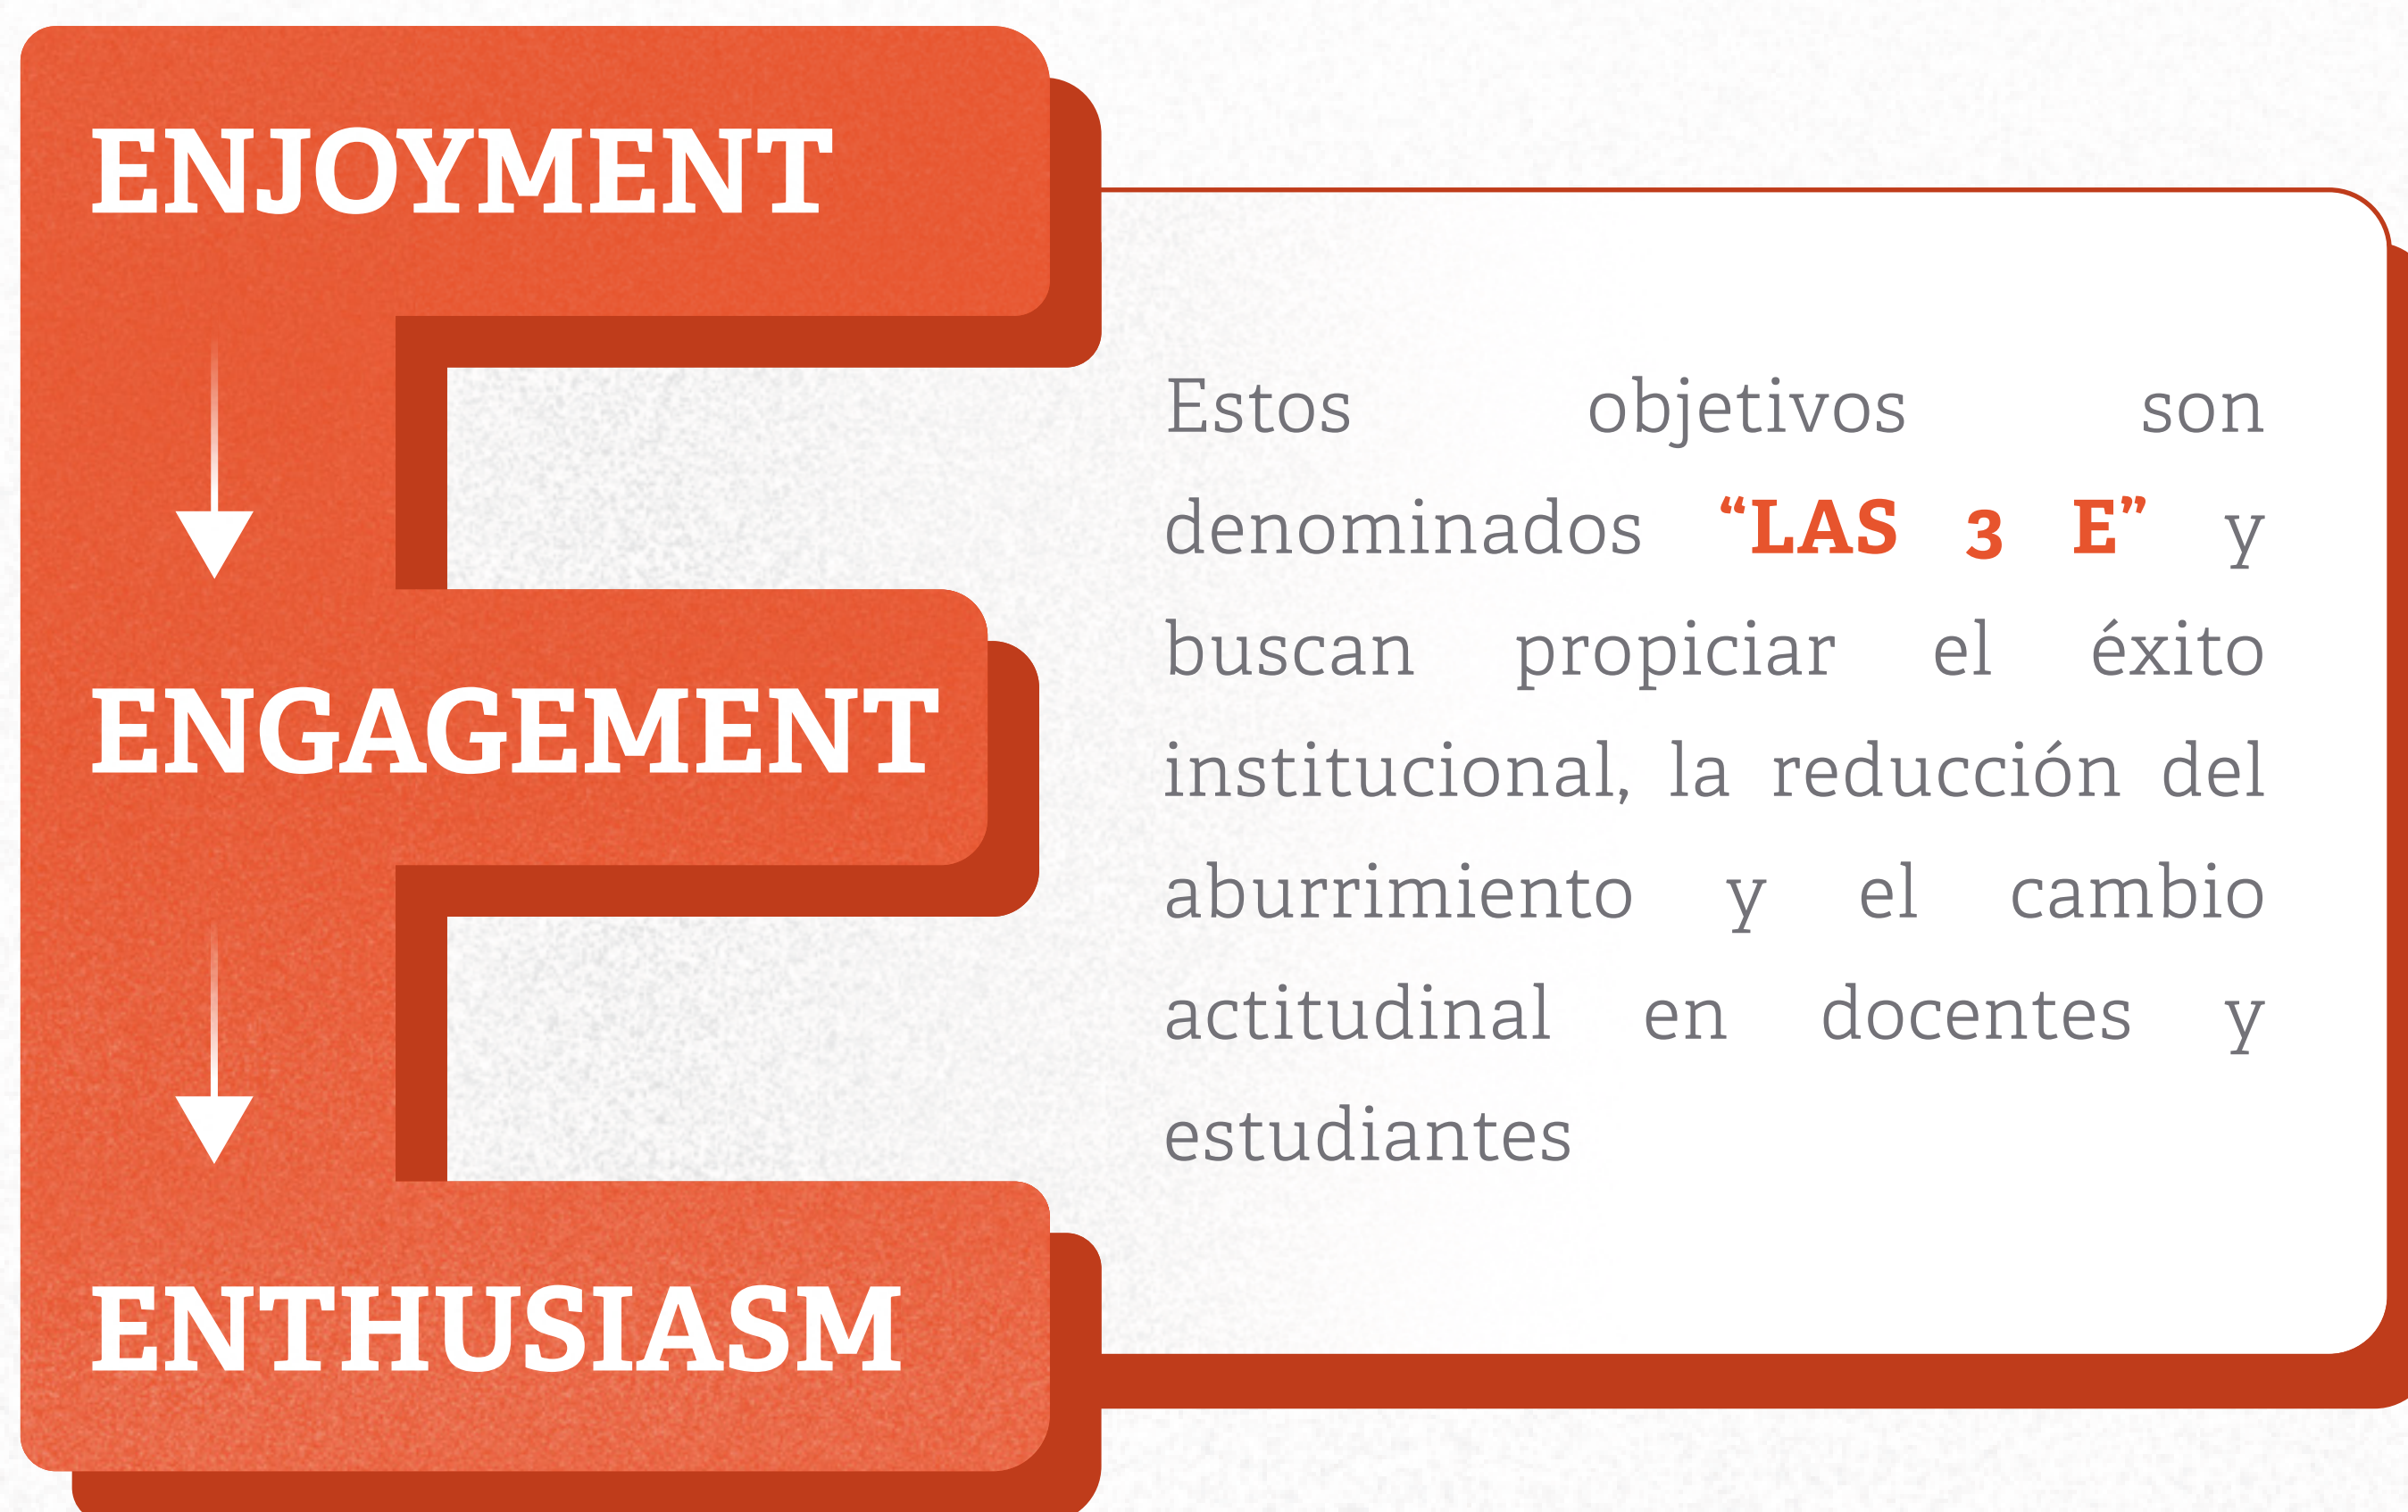 ENJOYMENT
ENGAGEMENT
ENTHUSIASM
Estos objetivos son
denominados “LAS 3 E” y
buscan propiciar el éxito
institucional, la reducción del
aburrimiento y el cambio
actitudinal en docentes y
estudiantes